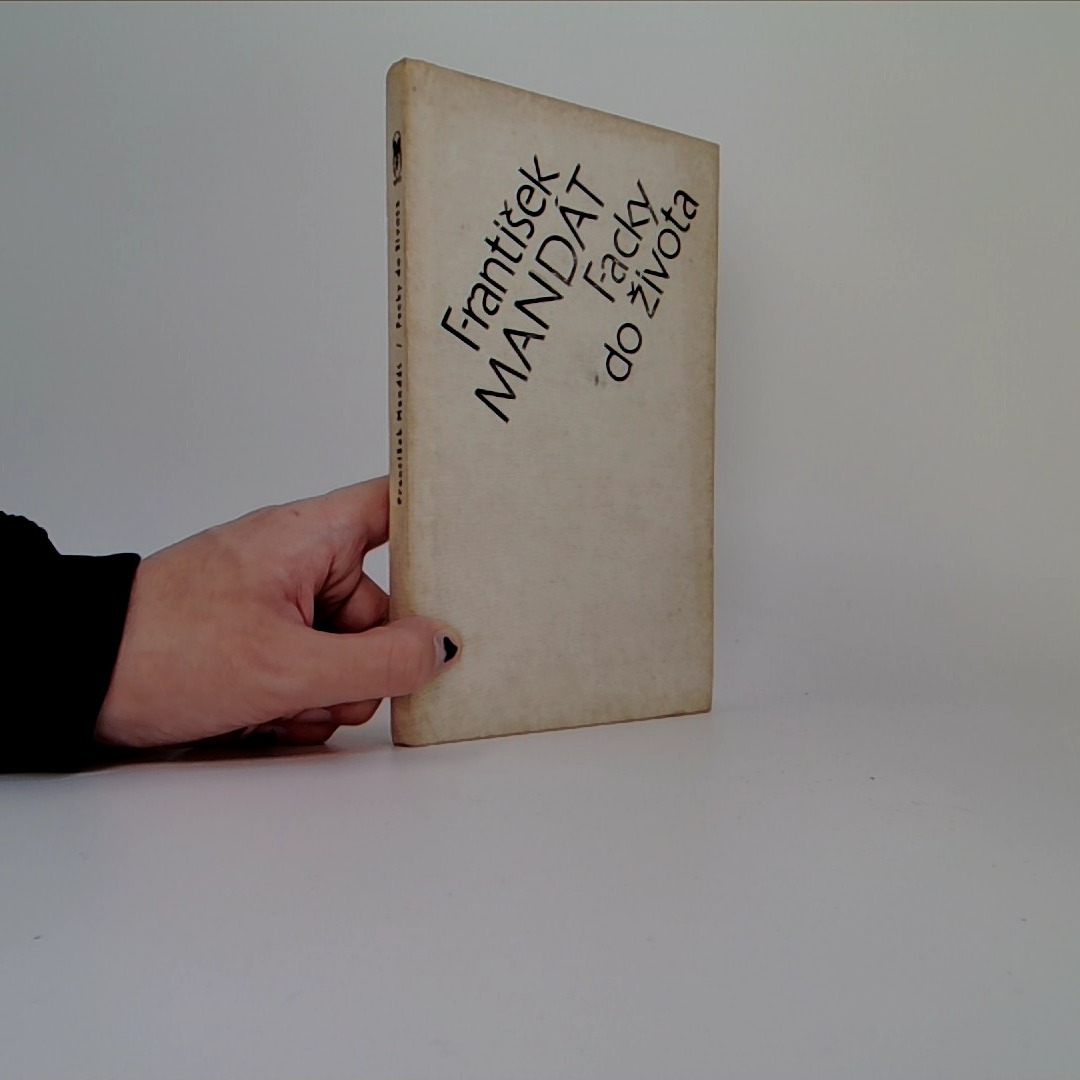 František
MANDÁT
Facky
do života
František Mandát / Facky do života